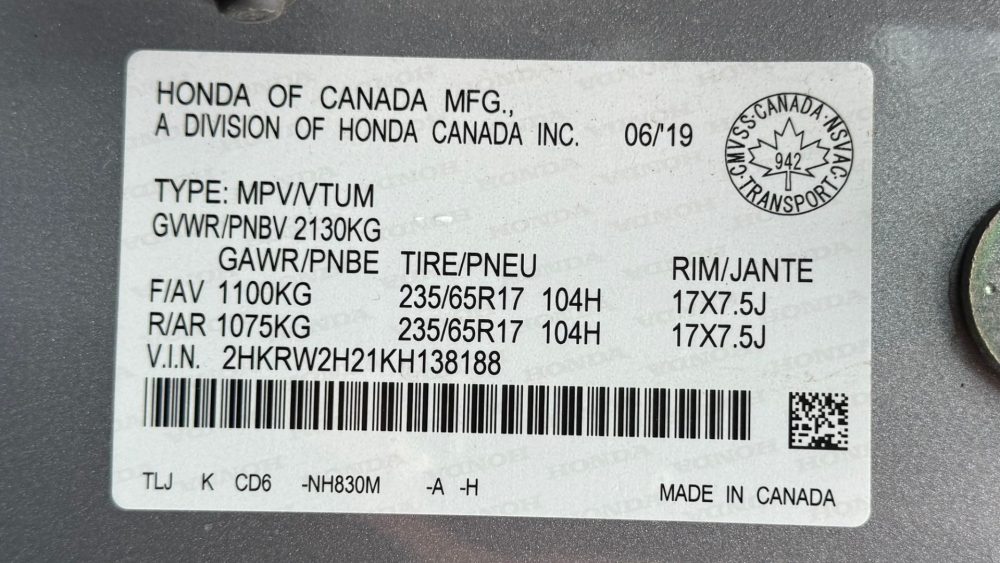 HONDA OF CANADA MFG.,
A DIVISION OF HONDA CANADA INC. 06/'19
CMVSS·CANADA·NSVAC·TRANSPORT·
942
TYPE: MPV/VTUM
GVWR/PNBV 2130KG
GAWR/PNBE TIRE/PNEU RIM/JANTE
F/AV 1100KG 235/65R17 104H 17X7.5J
R/AR 1075KG 235/65R17 104H 17X7.5J
V.I.N. 2HKRW2H21KH138188
TLJ K CD6 -NH830M -A -H MADE IN CANADA